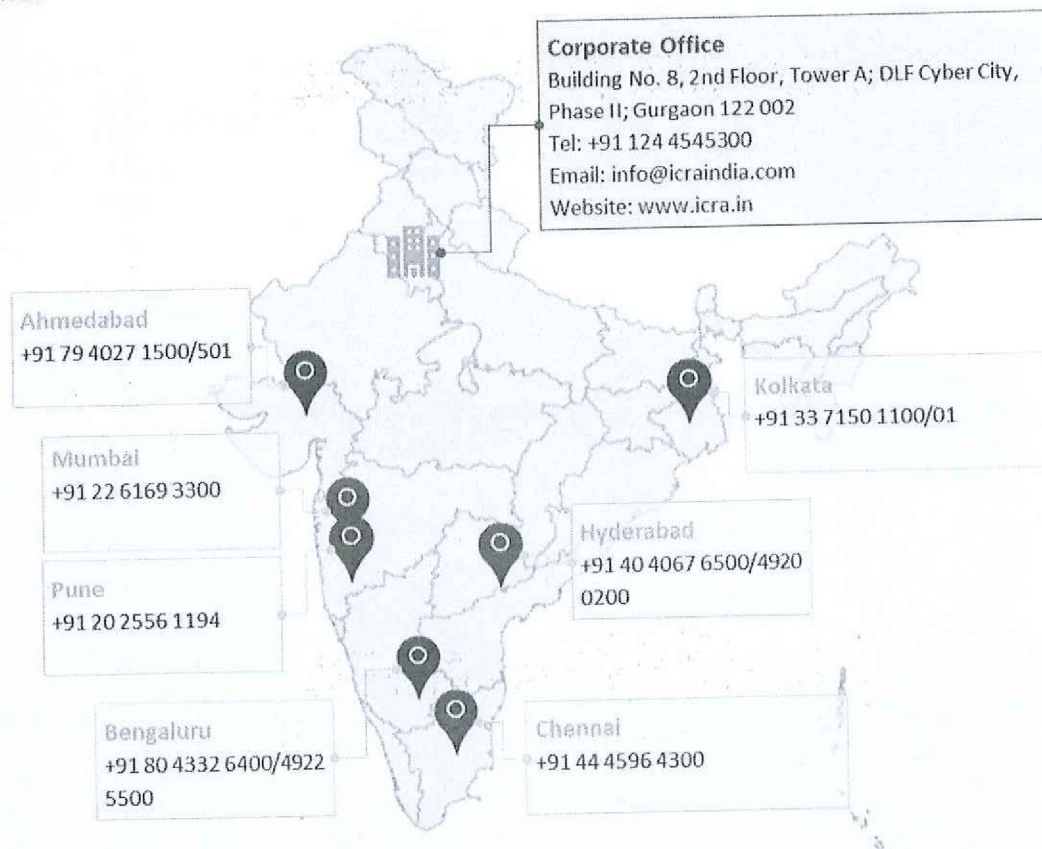 Corporate Office
Building No. 8, 2nd Floor, Tower A; DLF Cyber City,
Phase II; Gurgaon 122 002
Tel: +91 124 4545300
Email: info@icraindia.com
Website: www.icra.in
Ahmedabad
+91 79 4027 1500/501
Kolkata
+91 33 7150 1100/01
Mumbai
+91 22 6169 3300
Hyderabad
+91 40 4067 6500/4920
0200
Pune
+91 20 2556 1194
Bengaluru
+91 80 4332 6400/4922
5500
Chennai
+91 44 4596 4300